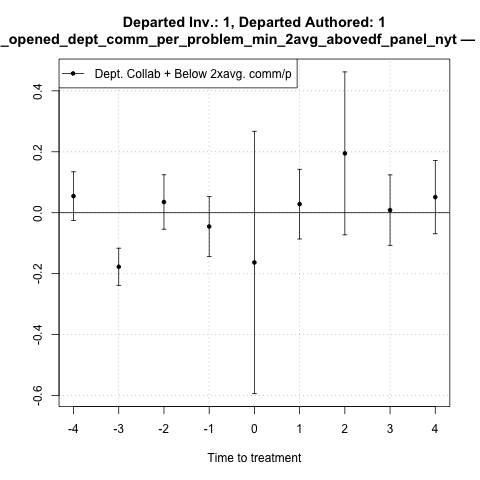 Departed Inv.: 1, Departed Authored: 1
_opened_dept_comm_per_problem_min_2avg_abovedf_panel_nyt —
Dept. Collab + Below 2xavg. comm/p
0.4
0.2
0.0
-0.2
-0.4
-0.6
-4 -3 -2 -1 0 1 2 3 4
Time to treatment